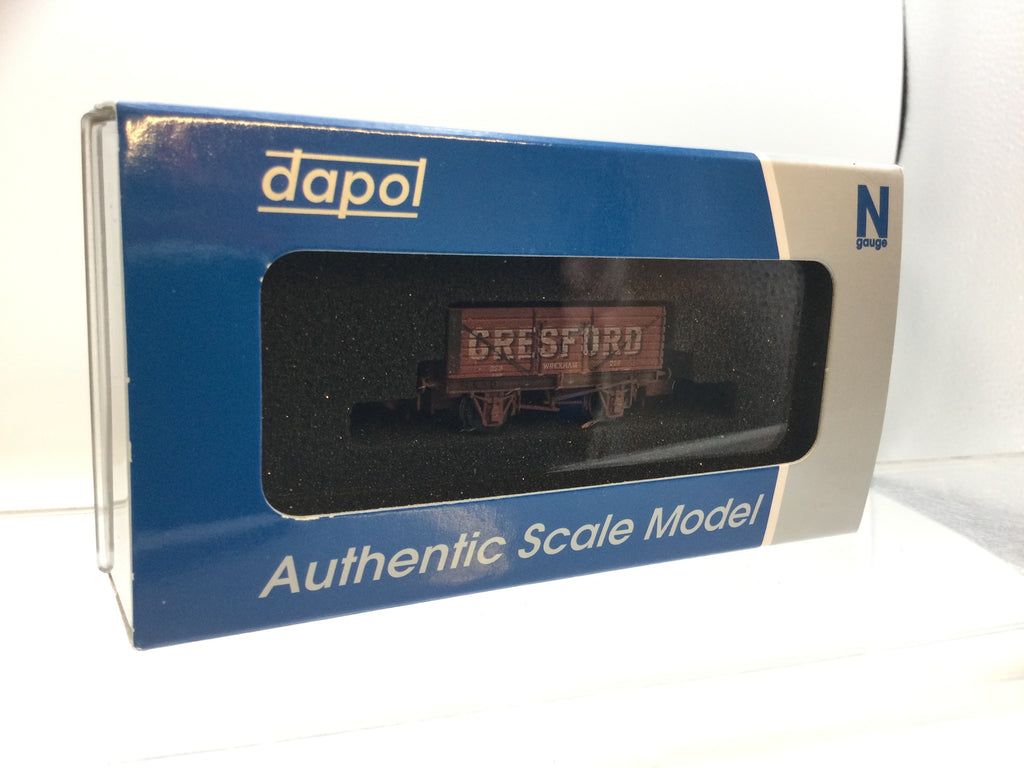 dapol
N
gauge
GRESFORD
WREXHAM
Authentic Scale Model